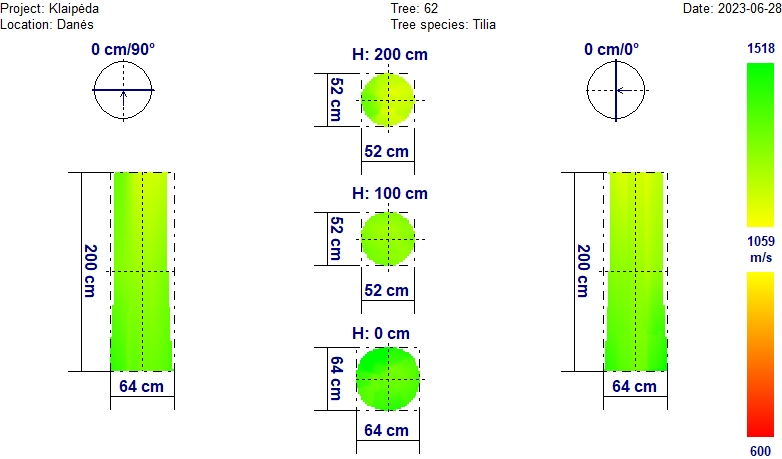 Project: Klaipėda
Tree: 62
Date: 2023-06-28
Location: Danės
Tree species: Tilia
0 cm/90°
H: 200 cm
0 cm/0°
1518
52 cm
52 cm
H: 100 cm
52 cm
52 cm
200 cm
200 cm
1059
m/s
H: 0 cm
64 cm
64 cm
64 cm
64 cm
600